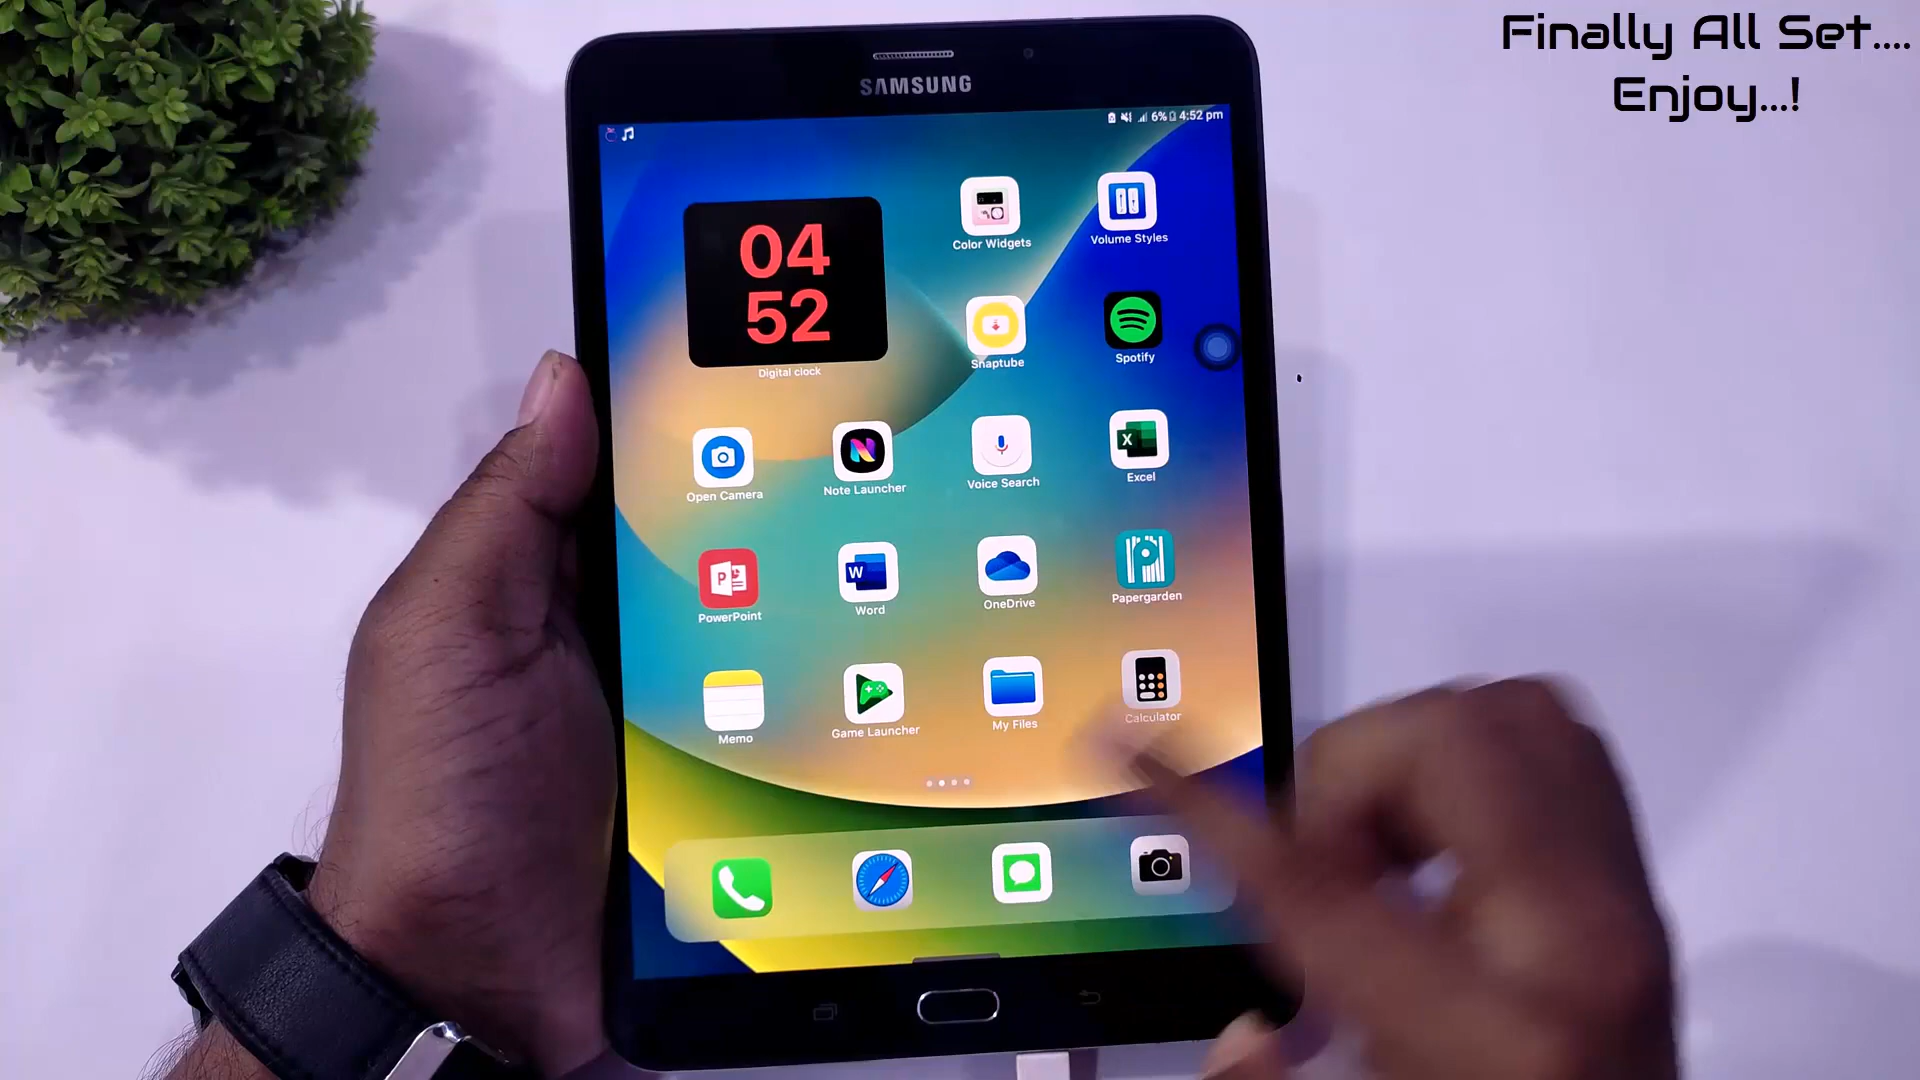 Finally All Set....
Enjoy...!
SAMSUNG
6% 4:52 pm
04
52
Digital clock
Color Widgets
Volume Styles
Snaptube
Spotify
Open Camera
Note Launcher
Voice Search
Excel
PowerPoint
Word
OneDrive
Papergarden
Memo
Game Launcher
My Files
Calculator